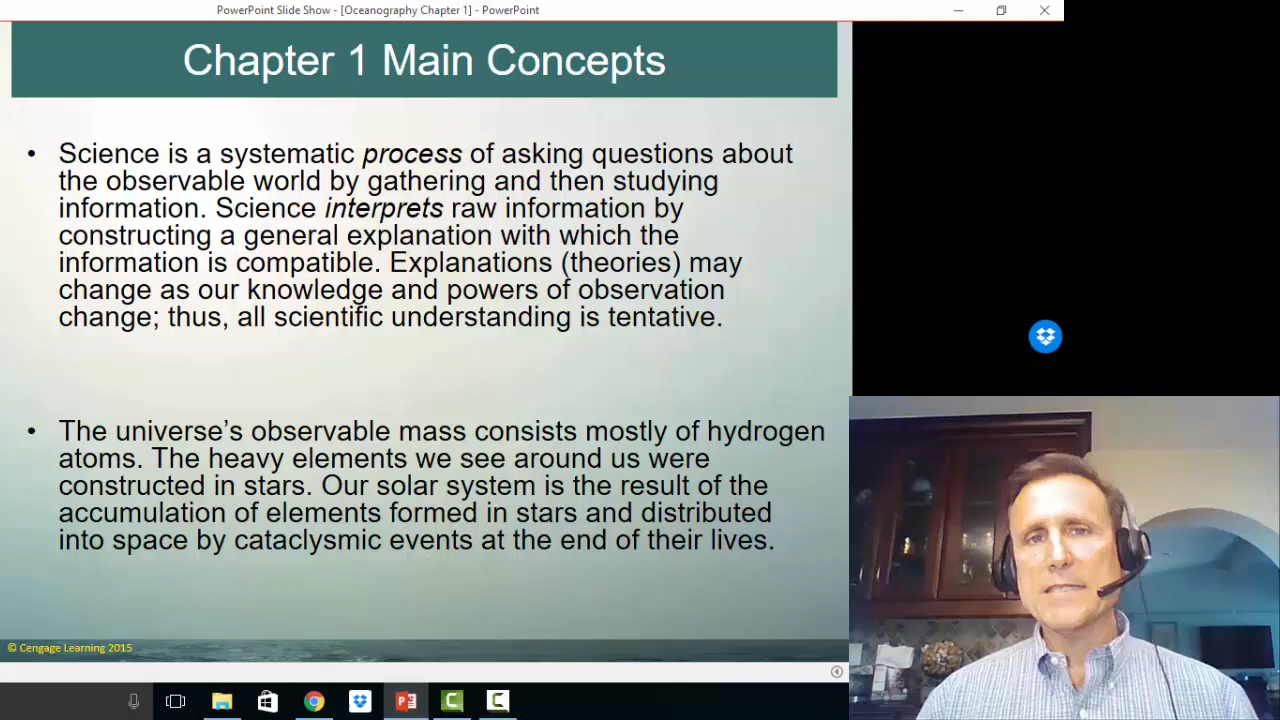 PowerPoint Slide Show - [Oceanography Chapter 1] - PowerPoint
Chapter 1 Main Concepts
• Science is a systematic process of asking questions about
the observable world by gathering and then studying
information. Science interprets raw information by
constructing a general explanation with which the
information is compatible. Explanations (theories) may
change as our knowledge and powers of observation
change; thus, all scientific understanding is tentative.
• The universe’s observable mass consists mostly of hydrogen
atoms. The heavy elements we see around us were
constructed in stars. Our solar system is the result of the
accumulation of elements formed in stars and distributed
into space by cataclysmic events at the end of their lives.
© Cengage Learning 2015